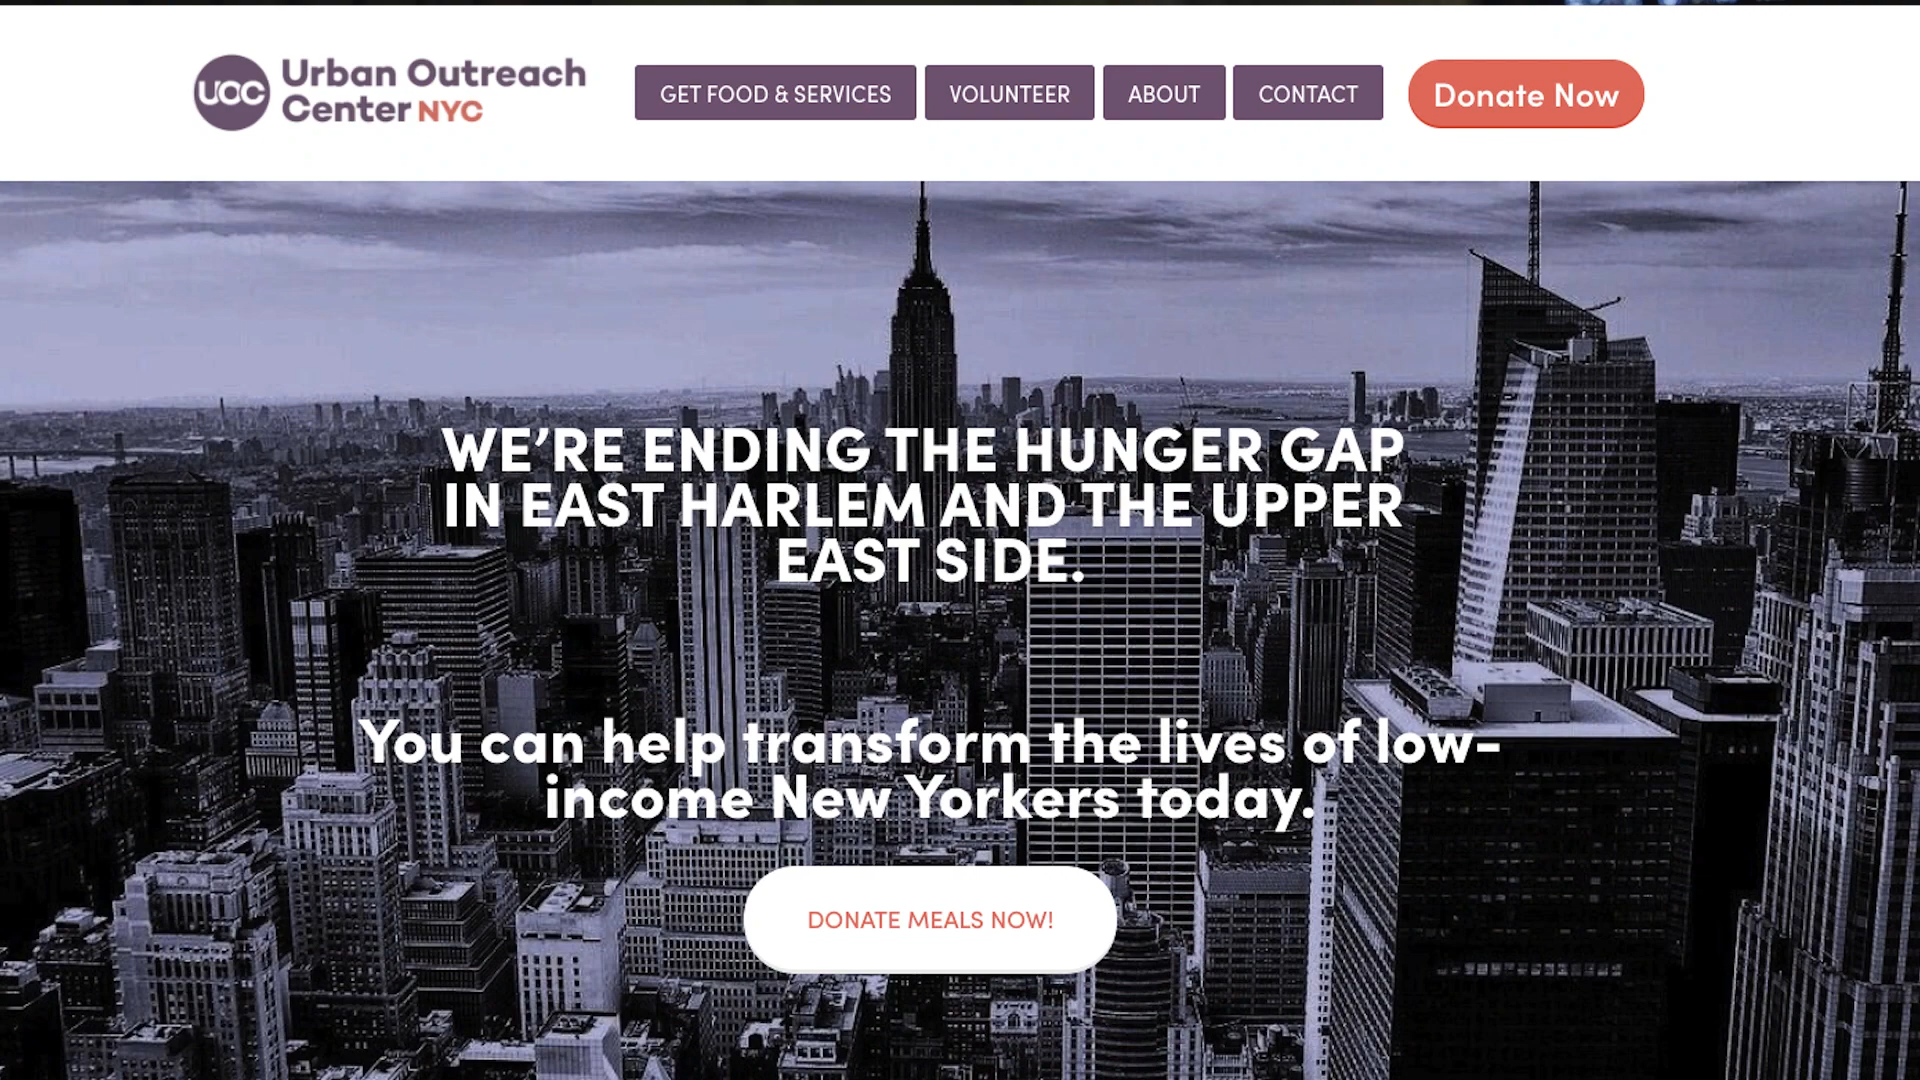 UOC
Urban Outreach
Center NYC
GET FOOD & SERVICES
VOLUNTEER
ABOUT
CONTACT
Donate Now
WE’RE ENDING THE HUNGER GAP
IN EAST HARLEM AND THE UPPER
EAST SIDE.
You can help transform the lives of low-
income New Yorkers today.
DONATE MEALS NOW!